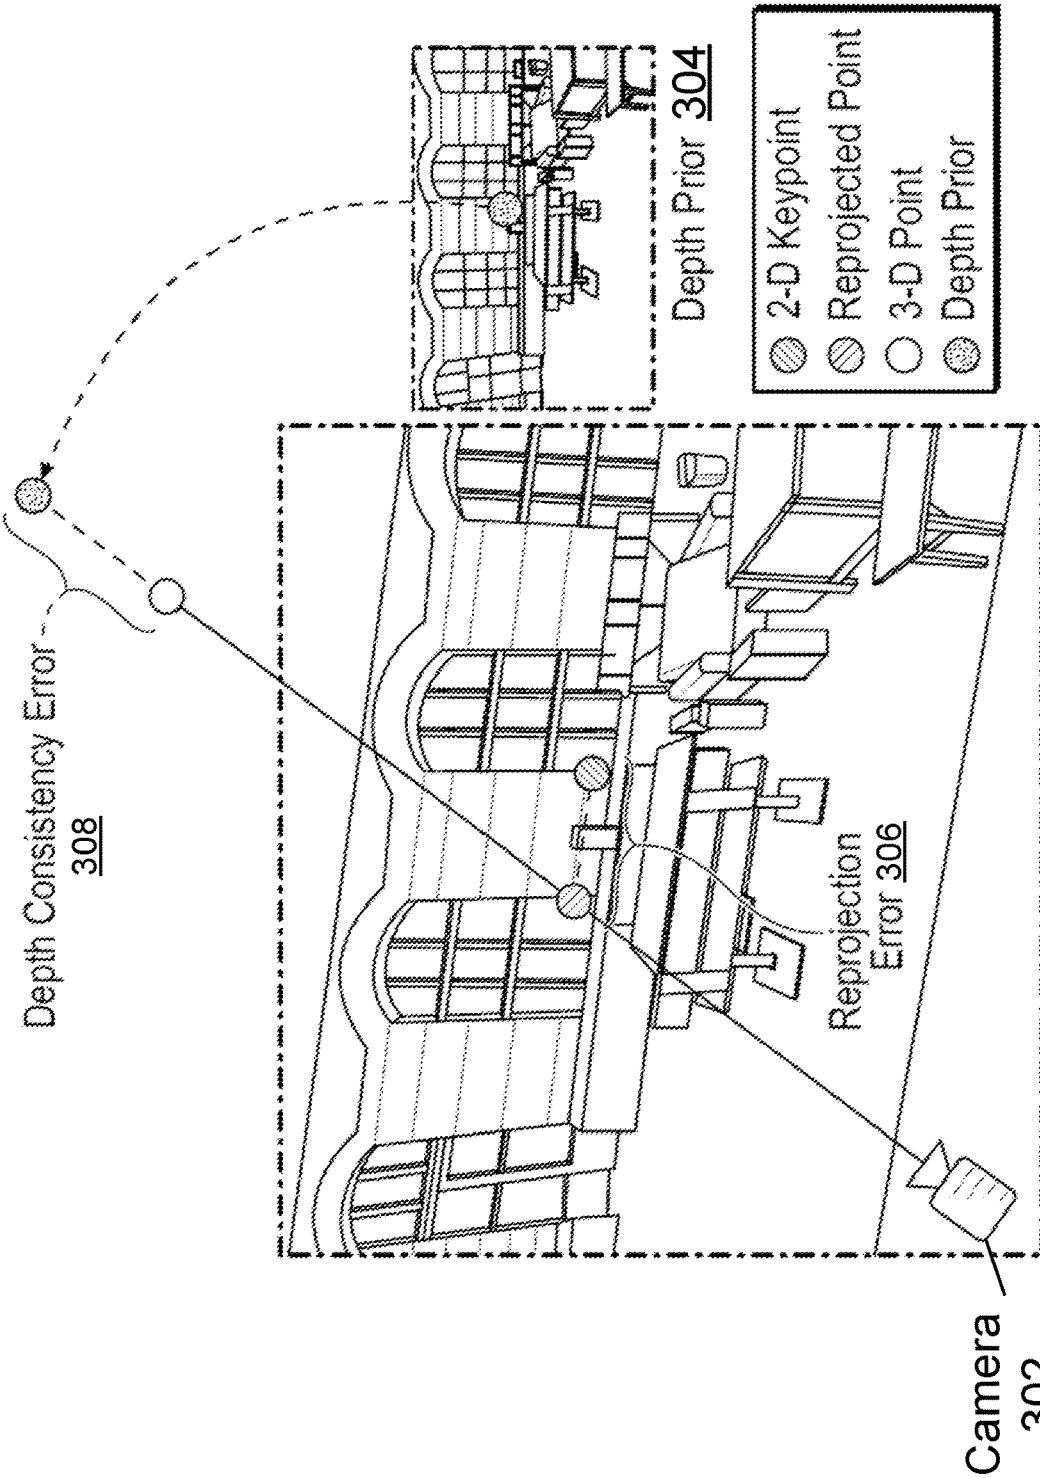 Depth Consistency Error
308
Depth Prior 304
2-D Keypoint
Reprojected Point
3-D Point
Depth Prior
Reprojection
Error 306
Camera
302